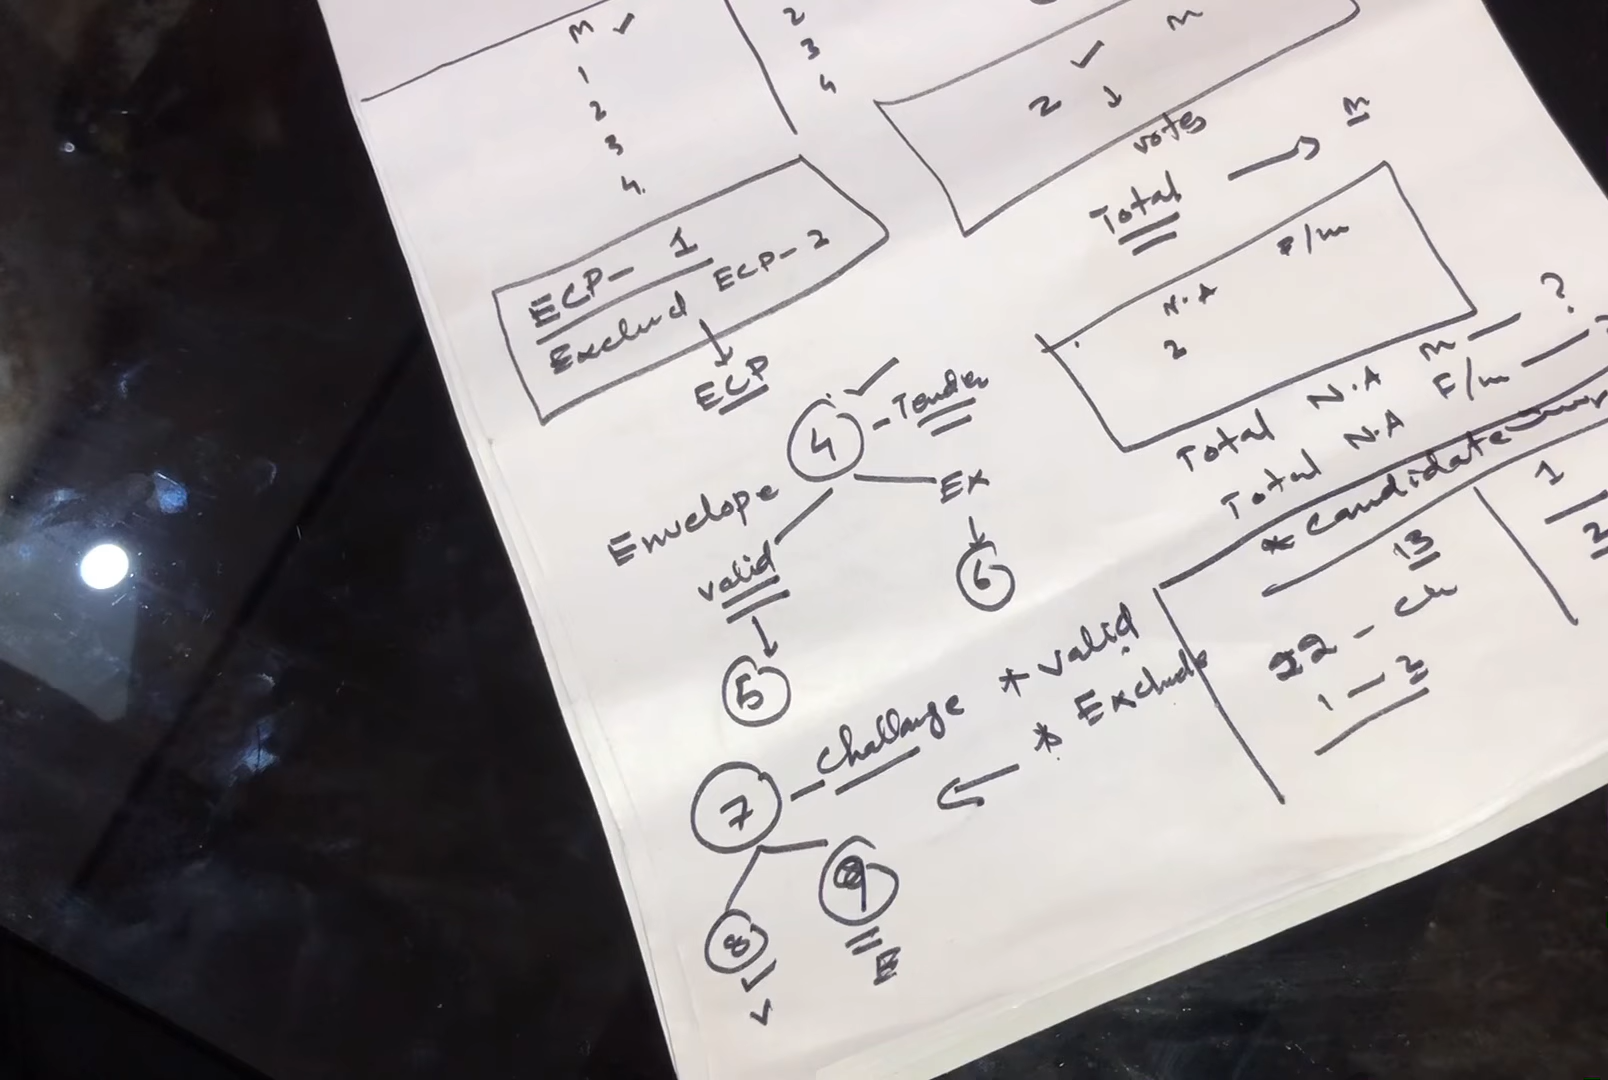 M ✓
1
2
3
4.
2
3
4
✓ M
2 ↓
votes
Total → M
ECP- 1
Exclud ECP-2
↓
ECP
F/M
N.A
2
Total N.A M — ?
Total N.A F/M —
4 - Tender
✓
Envelope
valid
↓
5
Ex
↓
6
* candidate
13
22 - ch
1 - 2
1
2
7 - challange * valid
* Exclude
←
8
v
9
E